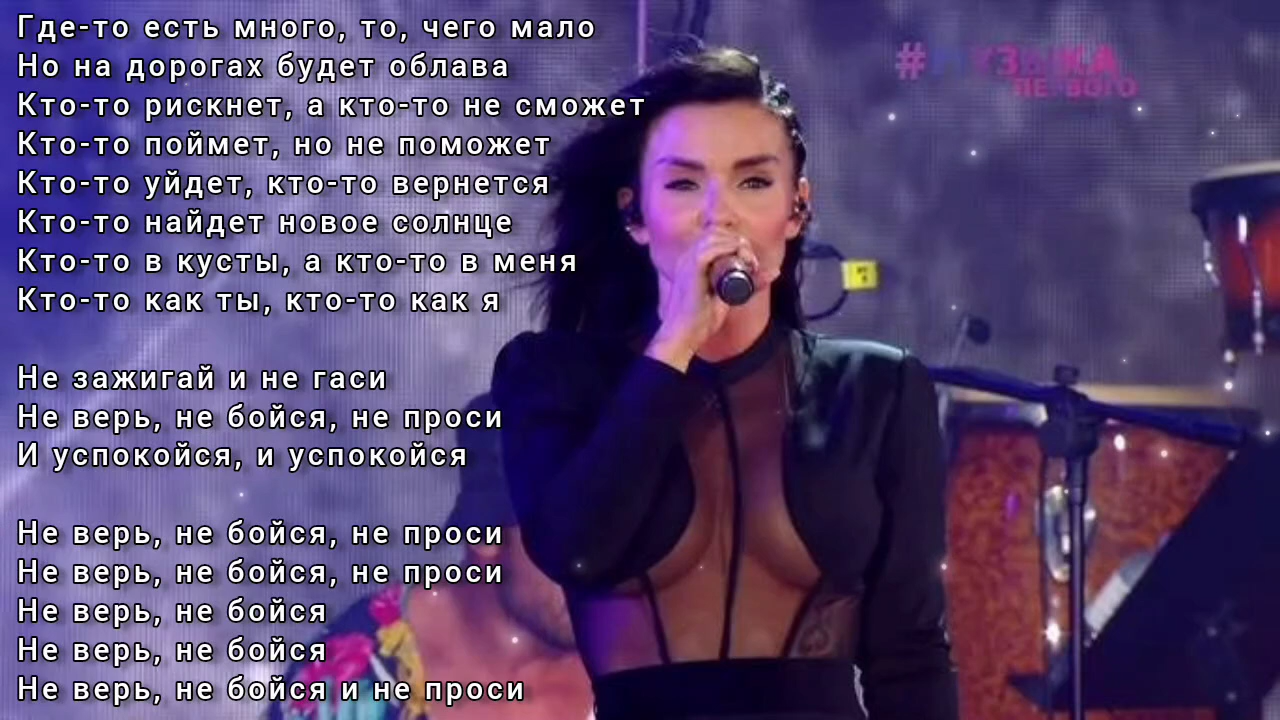 Где-то есть много, то, чего мало
Но на дорогах будет облава
Кто-то рискнет, а кто-то не сможет
Кто-то поймет, но не поможет
Кто-то уйдет, кто-то вернется
Кто-то найдет новое солнце
Кто-то в кусты, а кто-то в меня
Кто-то как ты, кто-то как я
Не зажигай и не гаси
Не верь, не бойся, не проси
И успокойся, и успокойся
Не верь, не бойся, не проси
Не верь, не бойся, не проси
Не верь, не бойся
Не верь, не бойся
Не верь, не бойся и не проси
#МУЗЫКА
ПЕРВОГО